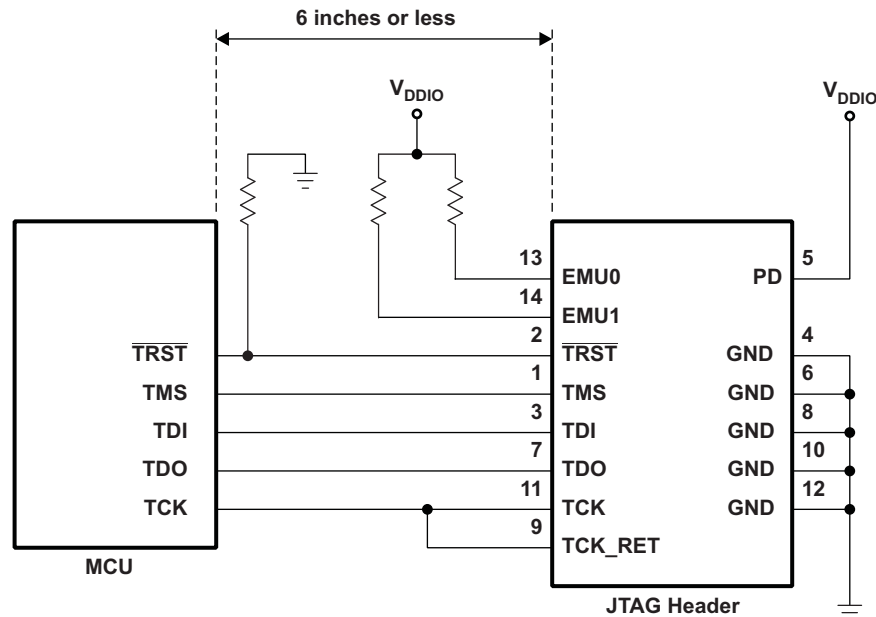 6 inches or less
VDDIO
VDDIO
13
EMU0
PD
5
14
EMU1
2
TRST
TRST
GND
4
TMS
1
TMS
GND
6
TDI
3
TDI
GND
8
TDO
7
TDO
GND
10
TCK
11
TCK
GND
12
9
TCK_RET
MCU
JTAG Header